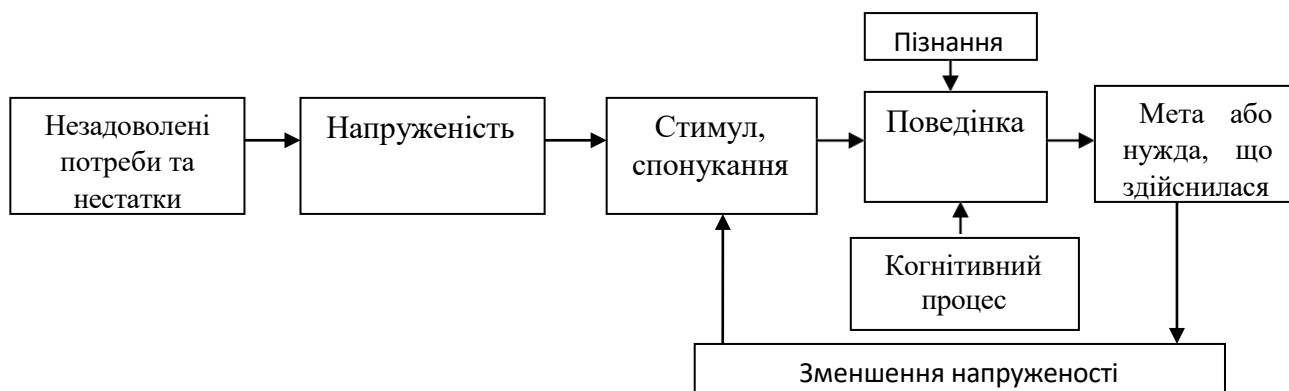 Пізнання
Незадоволені
потреби та
нестатки
Напруженість
Стимул,
спонукання
Поведінка
Мета або
нужда, що
здійснилася
Когнітивний
процес
Зменшення напруженості